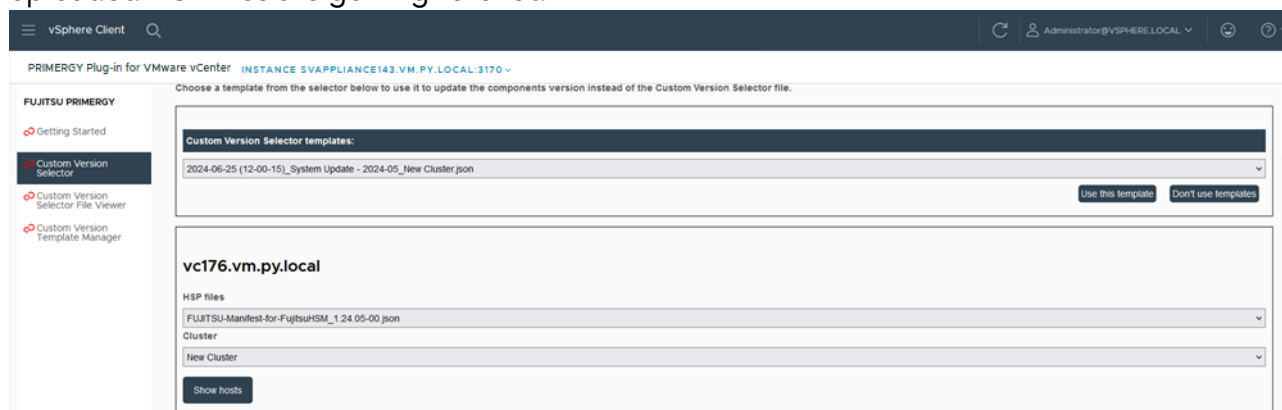 vSphere Client
Administrator@VSPHERE.LOCAL
PRIMERGY Plug-in for VMware vCenter INSTANCE SVAPPLIANCE143.VM.PY.LOCAL:3170
Choose a template from the selector below to use it to update the components version instead of the Custom Version Selector file.
FUJITSU PRIMERGY
Getting Started
Custom Version
Selector
Custom Version
Selector File Viewer
Custom Version
Template Manager
Custom Version Selector templates:
2024-06-25 (12-00-15)_System Update - 2024-05_New Cluster.json
Use this template Don't use templates
vc176.vm.py.local
HSP files
FUJITSU-Manifest-for-FujitsuHSM_1.24.05-00.json
Cluster
New Cluster
Show hosts